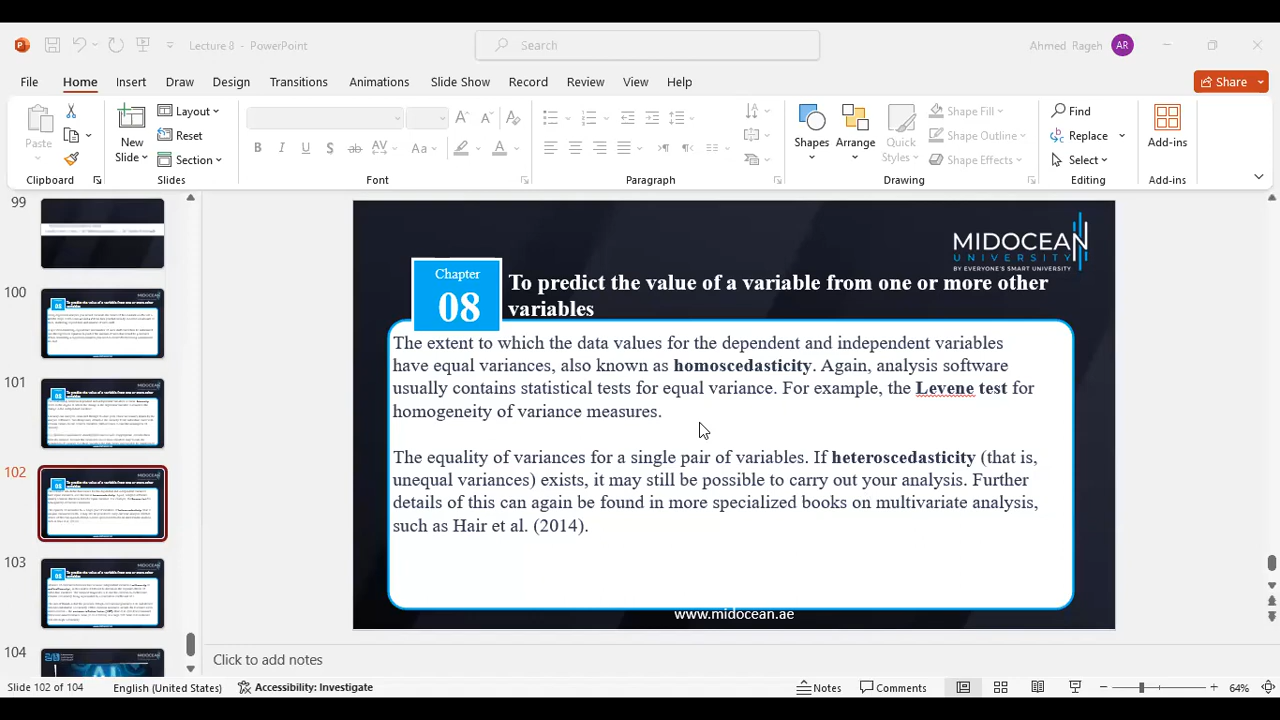 Lecture 8 - PowerPoint
Search
Ahmed Rageh
AR
File Home Insert Draw Design Transitions Animations Slide Show Record Review View Help
Share
Paste
Clipboard
New
Slide
Layout
Reset
Section
Slides
B I U S ab AV Aa A
Font
Paragraph
Shapes
Arrange
Quick
Styles
Shape Fill
Shape Outline
Shape Effects
Drawing
Find
Replace
Select
Editing
Add-ins
Add-ins
99
100
101
102
103
104
MIDOCEAN
UNIVERSITY
BY EVERYONE'S SMART UNIVERSITY
Chapter
08
To predict the value of a variable from one or more other
variables
The extent to which the data values for the dependent and independent variables
have equal variances, also known as homoscedasticity. Again, analysis software
usually contains statistical tests for equal variance. For example, the Levene test for
homogeneity of variance measures.
The equality of variances for a single pair of variables. If heteroscedasticity (that is,
unequal variances) exists, it may still be possible to carry out your analysis. Further
details of this again be found in more specialized books on multivariate analysis,
such as Hair et al. (2014).
www.midocean.ae
Click to add notes
Slide 102 of 104
English (United States)
Accessibility: Investigate
Notes
Comments
64%